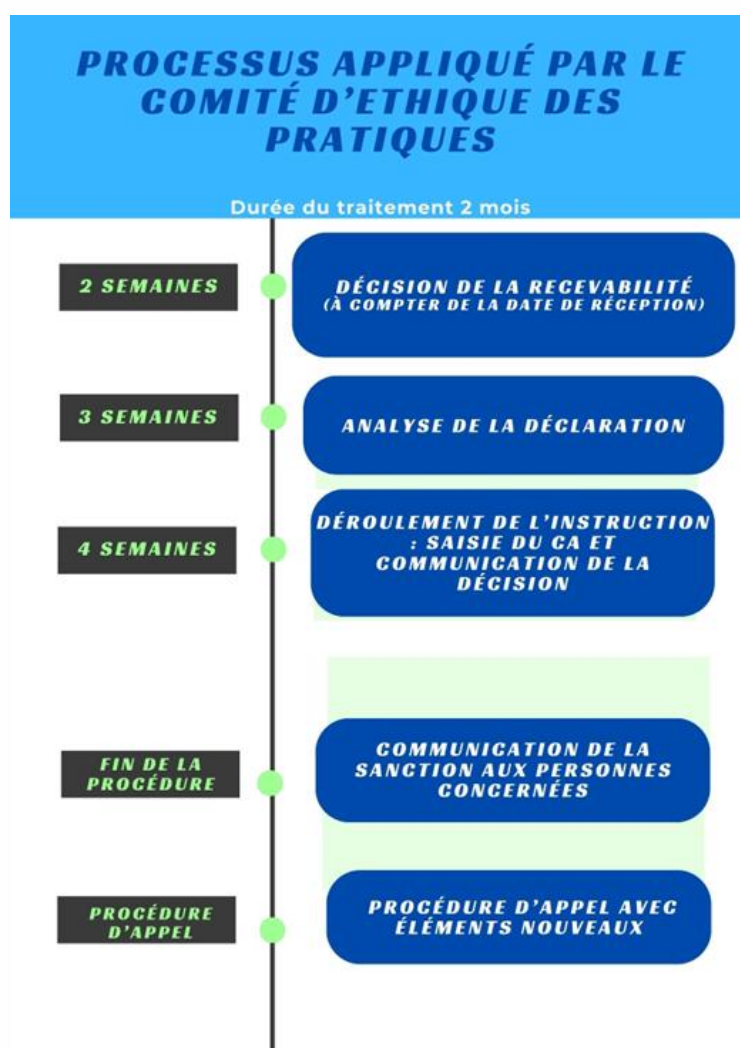 PROCESSUS APPLIQUÉ PAR LE
COMITÉ D'ETHIQUE DES
PRATIQUES
Durée du traitement 2 mois
2 SEMAINES
DÉCISION DE LA RECEVABILITÉ
(À COMPTER DE LA DATE DE RÉCEPTION)
3 SEMAINES
ANALYSE DE LA DÉCLARATION
4 SEMAINES
DÉROULEMENT DE L'INSTRUCTION
: SAISIE DU CA ET
COMMUNICATION DE LA
DÉCISION
FIN DE LA
PROCÉDURE
COMMUNICATION DE LA
SANCTION AUX PERSONNES
CONCERNÉES
PROCÉDURE
D'APPEL
PROCÉDURE D'APPEL AVEC
ÉLÉMENTS NOUVEAUX